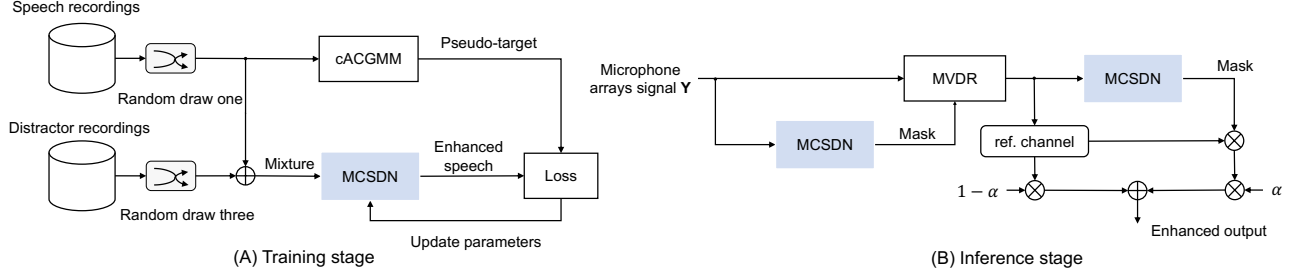 Speech recordings
Random draw one
cACGMM
Pseudo-target
Distractor recordings
Random draw three
Mixture
MCSDN
Enhanced
speech
Loss
Update parameters
(A) Training stage
Microphone
arrays signal Y
MCSDN
Mask
MVDR
MCSDN
Mask
ref. channel
1 − α
α
Enhanced output
(B) Inference stage